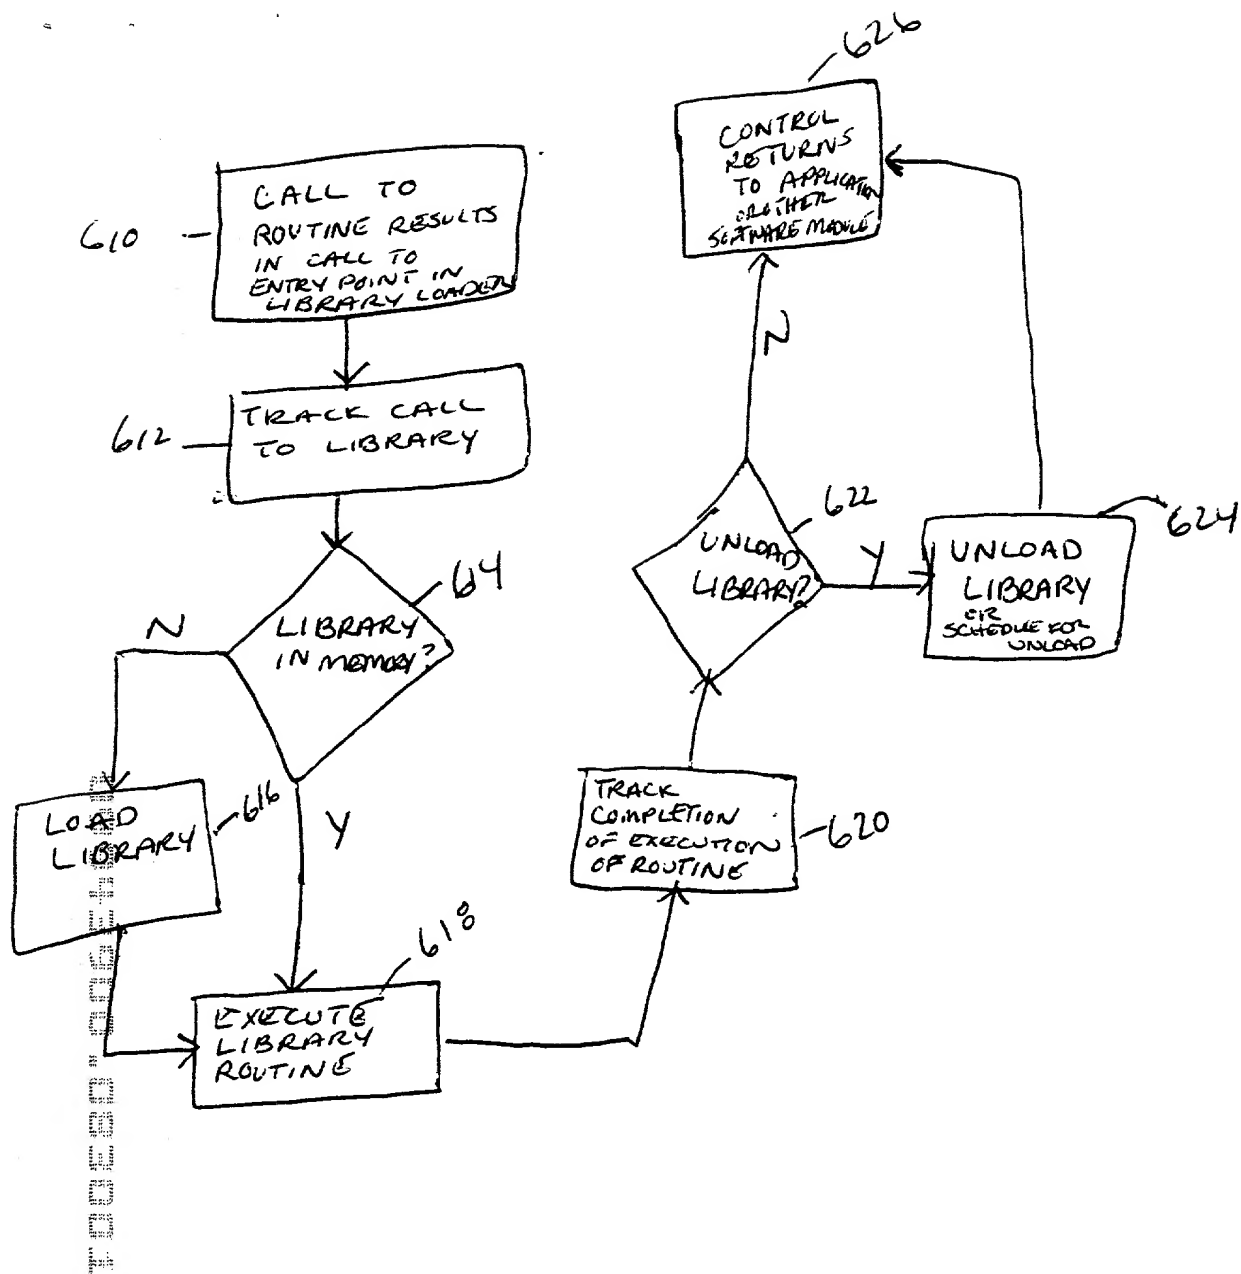 610
CALL TO
ROUTINE RESULTS
IN CALL TO
ENTRY POINT IN
LIBRARY LOADER
612
TRACK CALL
TO LIBRARY
614
LIBRARY
IN MEMORY?
N
Y
616
LOAD
LIBRARY
618
EXECUTE
LIBRARY
ROUTINE
620
TRACK
COMPLETION
OF EXECUTION
OF ROUTINE
622
UNLOAD
LIBRARY?
Y
N
624
UNLOAD
LIBRARY
OR
SCHEDULE FOR
UNLOAD
626
CONTROL
RETURNS
TO APPLICATION
OR OTHER
SOFTWARE MODULE